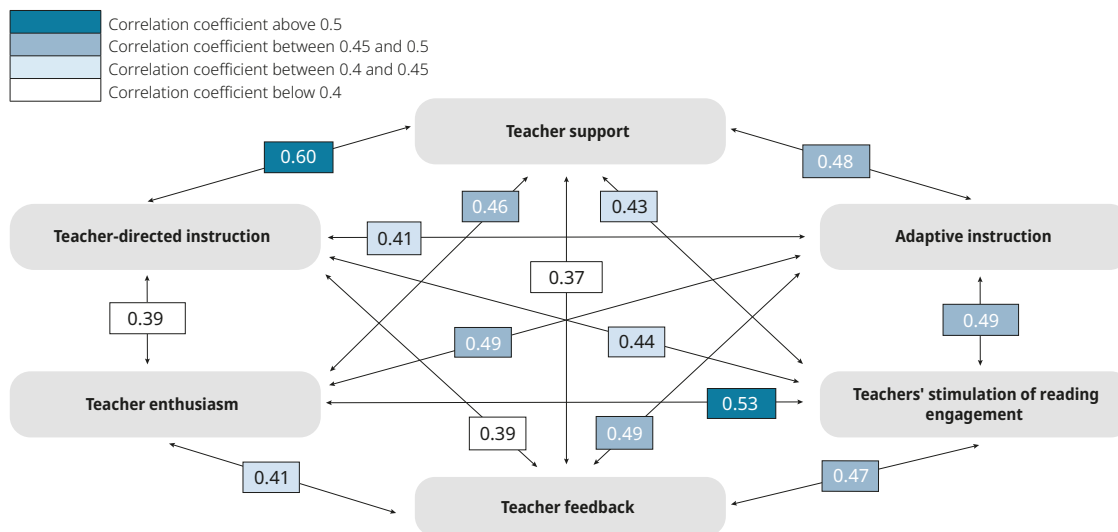 Correlation coefficient above 0.5
Correlation coefficient between 0.45 and 0.5
Correlation coefficient between 0.4 and 0.45
Correlation coefficient below 0.4
Teacher support
0.60
0.48
0.46
0.43
Teacher-directed instruction
0.41
Adaptive instruction
0.37
0.39
0.49
0.49
0.44
Teacher enthusiasm
0.53
Teachers' stimulation of reading
engagement
0.39
0.49
0.41
0.47
Teacher feedback